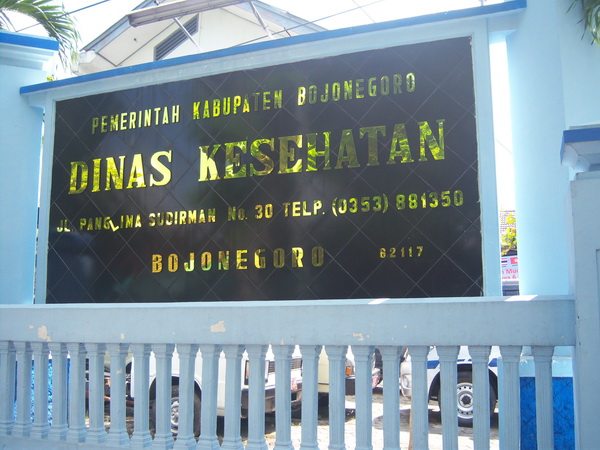 PEMERINTAH KABUPATEN BOJONEGORO
DINAS KESEHATAN
JL. PANGLIMA SUDIRMAN No. 30 TELP. (0353) 881350
BOJONEGORO 62117